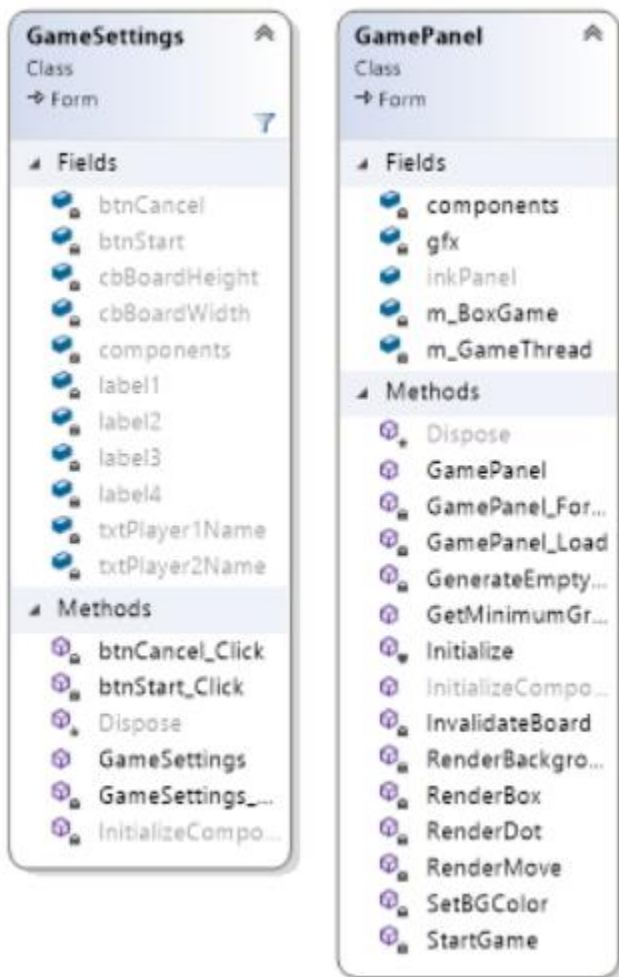 GameSettings
Class
Form
Fields
btnCancel
btnStart
cbBoardHeight
cbBoardWidth
components
label1
label2
label3
label4
txtPlayer1Name
txtPlayer2Name
Methods
btnCancel_Click
btnStart_Click
Dispose
GameSettings
GameSettings_...
InitializeCompo...
GamePanel
Class
Form
Fields
components
gfx
inkPanel
m_BoxGame
m_GameThread
Methods
Dispose
GamePanel
GamePanel_For...
GamePanel_Load
GenerateEmpty...
GetMinimumGr...
Initialize
InitializeCompo...
InvalidateBoard
RenderBackgro...
RenderBox
RenderDot
RenderMove
SetBGColor
StartGame